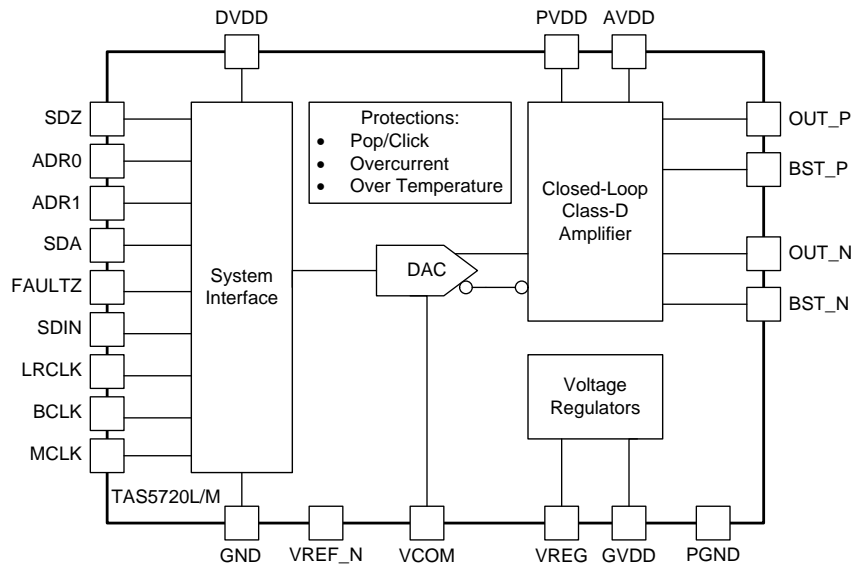 DVDD
PVDD
AVDD
SDZ
ADR0
ADR1
SDA
FAULTZ
SDIN
LRCLK
BCLK
MCLK
System
Interface
Protections:
• Pop/Click
• Overcurrent
• Over Temperature
DAC
Closed-Loop
Class-D
Amplifier
OUT_P
BST_P
OUT_N
BST_N
Voltage
Regulators
TAS5720L/M
GND
VREF_N
VCOM
VREG
GVDD
PGND